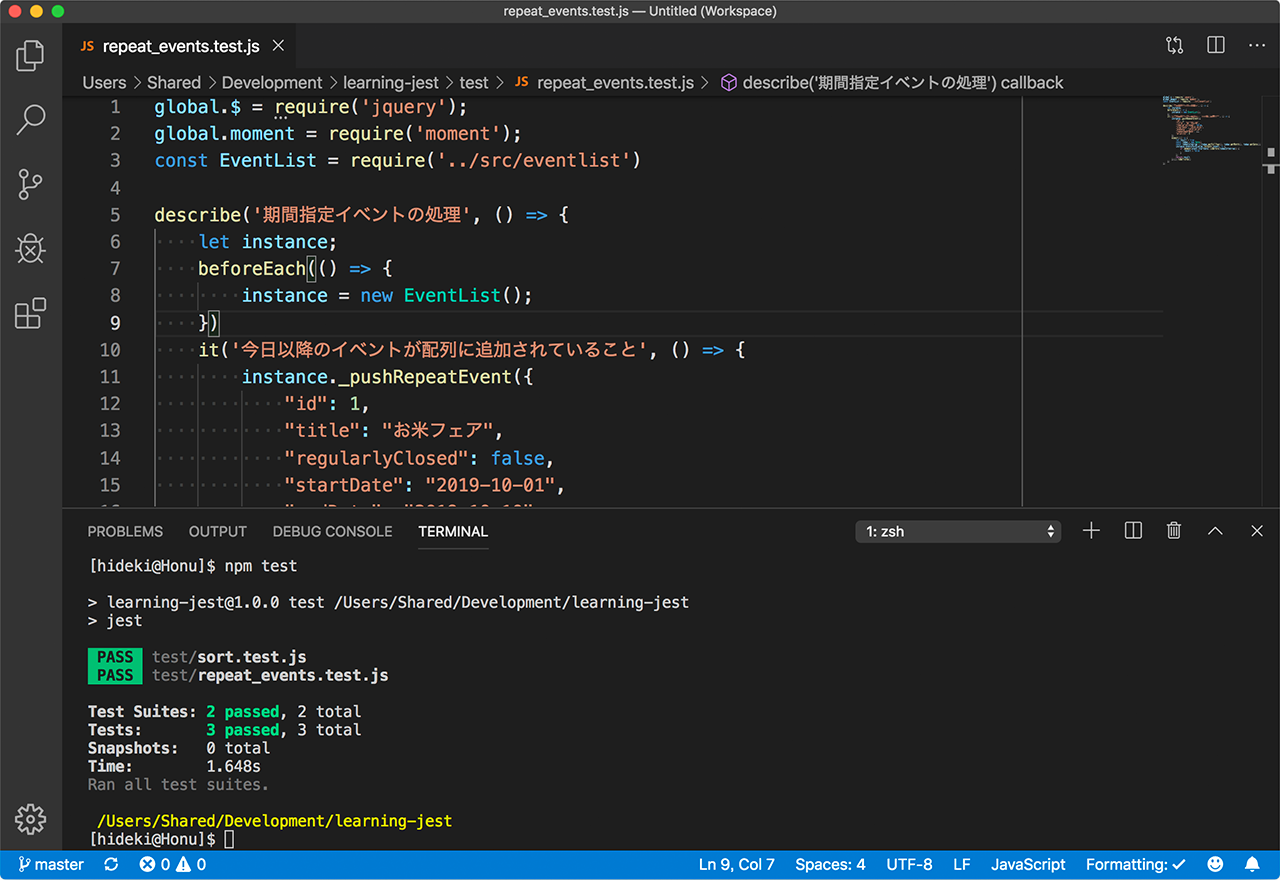 repeat_events.test.js — Untitled (Workspace)
JS repeat_events.test.js
Users > Shared > Development > learning-jest > test > JS repeat_events.test.js > describe('期間指定イベントの処理') callback
1 global.$ = require('jquery');
2 global.moment = require('moment');
3 const EventList = require('../src/eventlist')
4
5 describe('期間指定イベントの処理', () => {
6 let instance;
7 beforeEach(() => {
8 instance = new EventList();
9 })
10 it('今日以降のイベントが配列に追加されていること', () => {
11 instance._pushRepeatEvent({
12 "id": 1,
13 "title": "お米フェア",
14 "regularlyClosed": false,
15 "startDate": "2019-10-01",
PROBLEMS OUTPUT DEBUG CONSOLE TERMINAL 1: zsh
[hideki@Honu]$ npm test
> learning-jest@1.0.0 test /Users/Shared/Development/learning-jest
> jest
PASS test/sort.test.js
PASS test/repeat_events.test.js
Test Suites: 2 passed, 2 total
Tests: 3 passed, 3 total
Snapshots: 0 total
Time: 1.648s
Ran all test suites.
/Users/Shared/Development/learning-jest
[hideki@Honu]$
master 0 0 Ln 9, Col 7 Spaces: 4 UTF-8 LF JavaScript Formatting: ✓